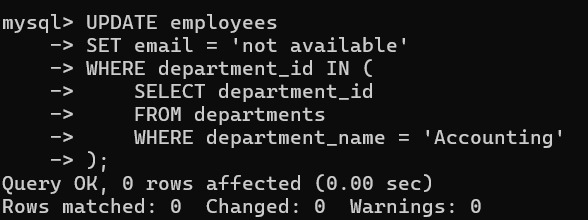 mysql> UPDATE employees
    -> SET email = 'not available'
    -> WHERE department_id IN (
    ->     SELECT department_id
    ->     FROM departments
    ->     WHERE department_name = 'Accounting'
    -> );
Query OK, 0 rows affected (0.00 sec)
Rows matched: 0  Changed: 0  Warnings: 0